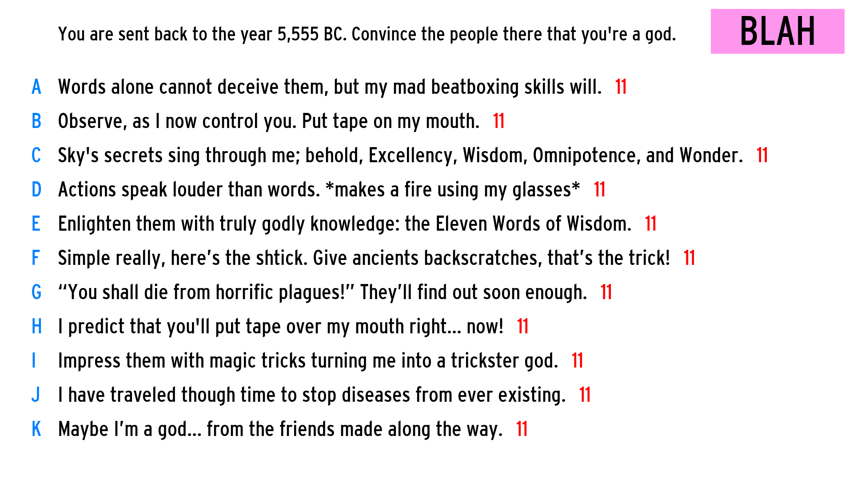 You are sent back to the year 5,555 BC. Convince the people there that you're a god.
BLAH
A Words alone cannot deceive them, but my mad beatboxing skills will. 11
B Observe, as I now control you. Put tape on my mouth. 11
C Sky's secrets sing through me; behold, Excellency, Wisdom, Omnipotence, and Wonder. 11
D Actions speak louder than words. *makes a fire using my glasses* 11
E Enlighten them with truly godly knowledge: the Eleven Words of Wisdom. 11
F Simple really, here’s the shtick. Give ancients backscratches, that’s the trick! 11
G “You shall die from horrific plagues!” They’ll find out soon enough. 11
H I predict that you'll put tape over my mouth right... now! 11
I Impress them with magic tricks turning me into a trickster god. 11
J I have traveled though time to stop diseases from ever existing. 11
K Maybe I’m a god... from the friends made along the way. 11